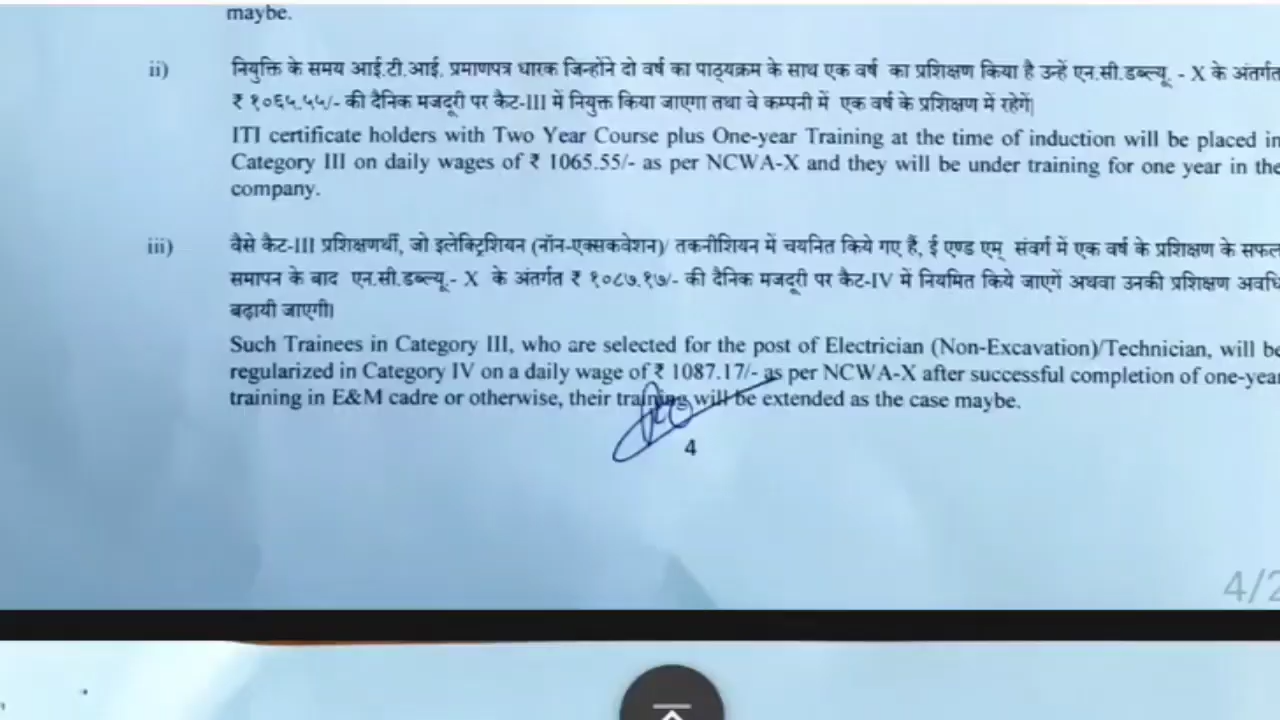 maybe.
ii) नियुक्ति के समय आई.टी.आई. प्रमाणपत्र धारक जिन्होंने दो वर्ष का पाठ्यक्रम के साथ एक वर्ष का प्रशिक्षण किया है उन्हें एन.सी.डब्ल्यू. - X के अंतर्गत
₹ १०६५.५५/- की दैनिक मजदूरी पर कैट-III में नियुक्त किया जाएगा तथा वे कम्पनी में एक वर्ष के प्रशिक्षण में रहेगें|
ITI certificate holders with Two Year Course plus One-year Training at the time of induction will be placed in
Category III on daily wages of ₹ 1065.55/- as per NCWA-X and they will be under training for one year in the
company.
iii) वैसे कैट-III प्रशिक्षणर्थी, जो इलेक्ट्रिशियन (नॉन-एक्सकवेशन)/ तकनीशियन में चयनित किये गए हैं, ई एण्ड एम् संवर्ग में एक वर्ष के प्रशिक्षण के सफल
समापन के बाद एन.सी.डब्ल्यू.- X के अंतर्गत ₹ १०८७.१७/- की दैनिक मजदूरी पर कैट-IV में नियमित किये जाएगें अथवा उनकी प्रशिक्षण अवधि
बढ़ायी जाएगी।
Such Trainees in Category III, who are selected for the post of Electrician (Non-Excavation)/Technician, will be
regularized in Category IV on a daily wage of ₹ 1087.17/- as per NCWA-X after successful completion of one-year
training in E&M cadre or otherwise, their training will be extended as the case maybe.
4
4/2